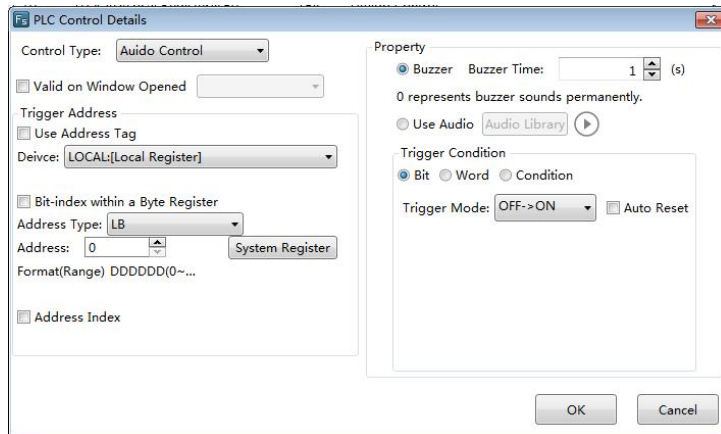 Fs PLC Control Details
Control Type: Auido Control
Valid on Window Opened
Trigger Address
Use Address Tag
Deivce: LOCAL:[Local Register]
Bit-index within a Byte Register
Address Type: LB
Address: 0 System Register
Format(Range) DDDDDD(0~...
Address Index
Property
Buzzer Buzzer Time: 1 (s)
0 represents buzzer sounds permanently.
Use Audio Audio Library
Trigger Condition
Bit Word Condition
Trigger Mode: OFF->ON Auto Reset
OK Cancel